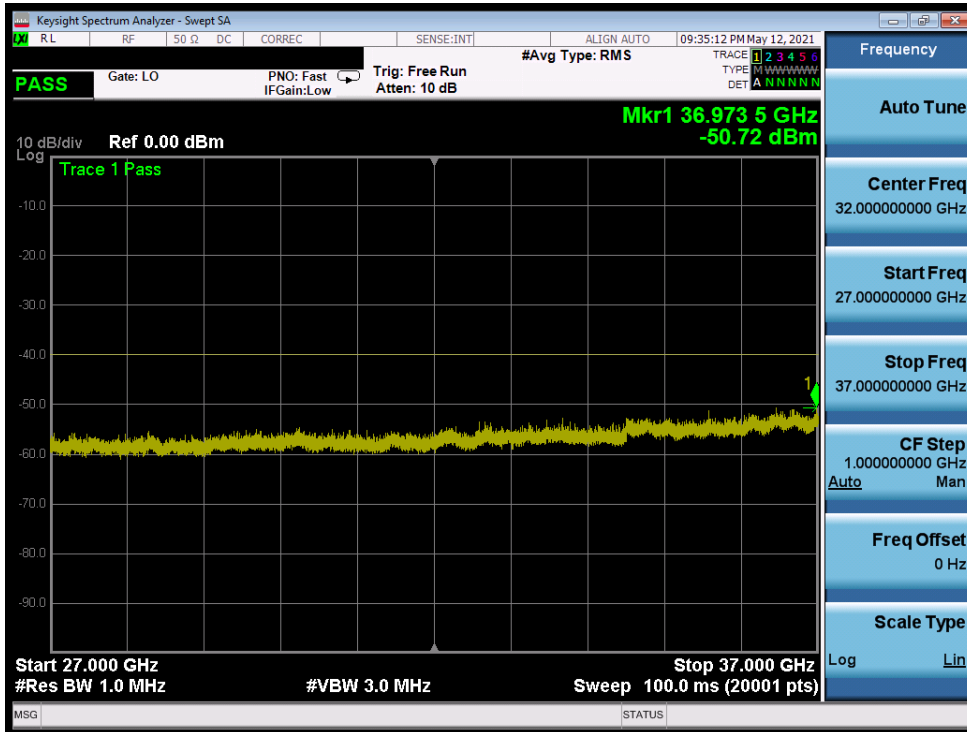 Keysight Spectrum Analyzer - Swept SA
LXI RL RF 50 Ω DC CORREC SENSE:INT ALIGN AUTO 09:35:12 PM May 12, 2021
PASS
Gate: LO
PNO: Fast
IFGain:Low
Trig: Free Run
Atten: 10 dB
#Avg Type: RMS
TRACE 1 2 3 4 5 6
TYPE M WWWWW
DET A N N N N N
Mkr1 36.973 5 GHz
-50.72 dBm
10 dB/div
Log
Ref 0.00 dBm
Trace 1 Pass
-10.0
-20.0
-30.0
-40.0
1
-50.0
-60.0
-70.0
-80.0
-90.0
Start 27.000 GHz
Stop 37.000 GHz
#Res BW 1.0 MHz
#VBW 3.0 MHz
Sweep 100.0 ms (20001 pts)
MSG
STATUS
Frequency
Auto Tune
Center Freq
32.000000000 GHz
Start Freq
27.000000000 GHz
Stop Freq
37.000000000 GHz
CF Step
1.000000000 GHz
Auto Man
Freq Offset
0 Hz
Scale Type
Log Lin